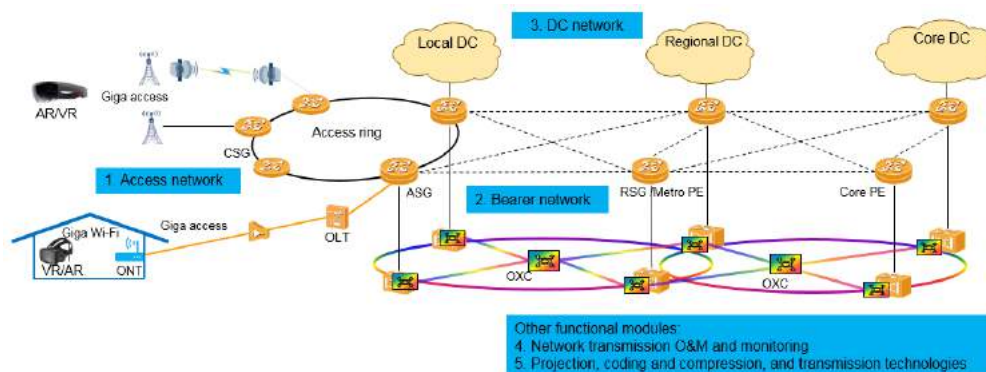 3. DC network
Local DC
Regional DC
Core DC
Giga access
AR/VR
Access ring
CSG
1. Access network
ASG
RSG /Metro PE
Core PE
2. Bearer network
Giga access
OLT
Giga Wi-Fi
VR/AR
ONT
OXC
OXC
Other functional modules:
4. Network transmission O&M and monitoring
5. Projection, coding and compression, and transmission technologies